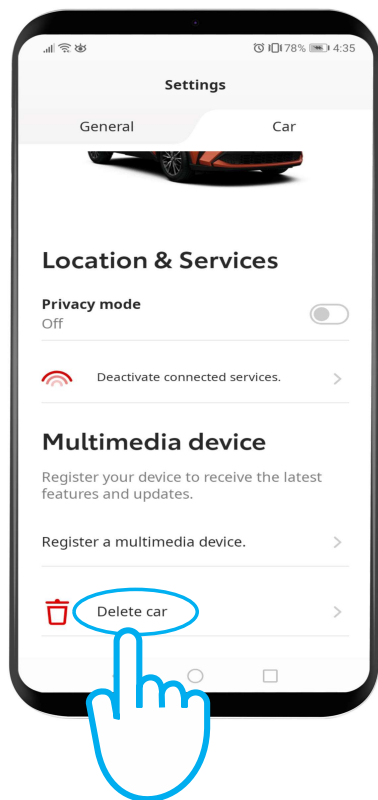 78% 4:35
Settings
General Car
Location & Services
Privacy mode
Off
Deactivate connected services.
Multimedia device
Register your device to receive the latest
features and updates.
Register a multimedia device.
Delete car